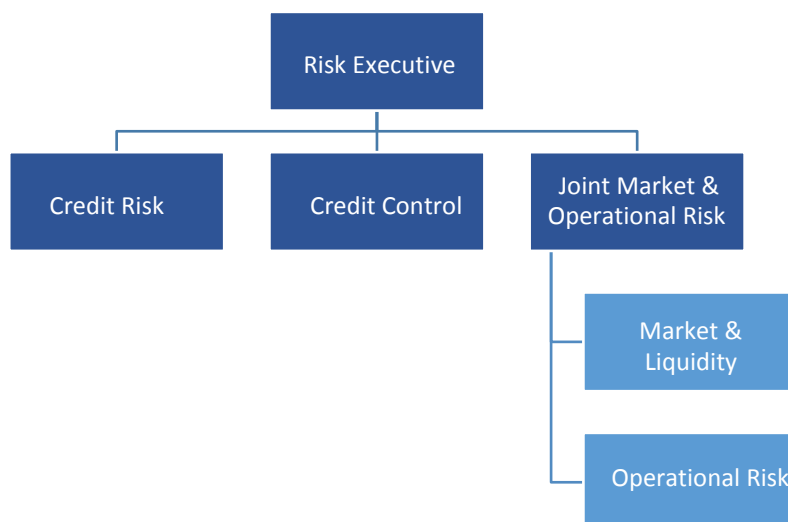 Risk Executive
Credit Risk
Credit Control
Joint Market &
Operational Risk
Market &
Liquidity
Operational Risk